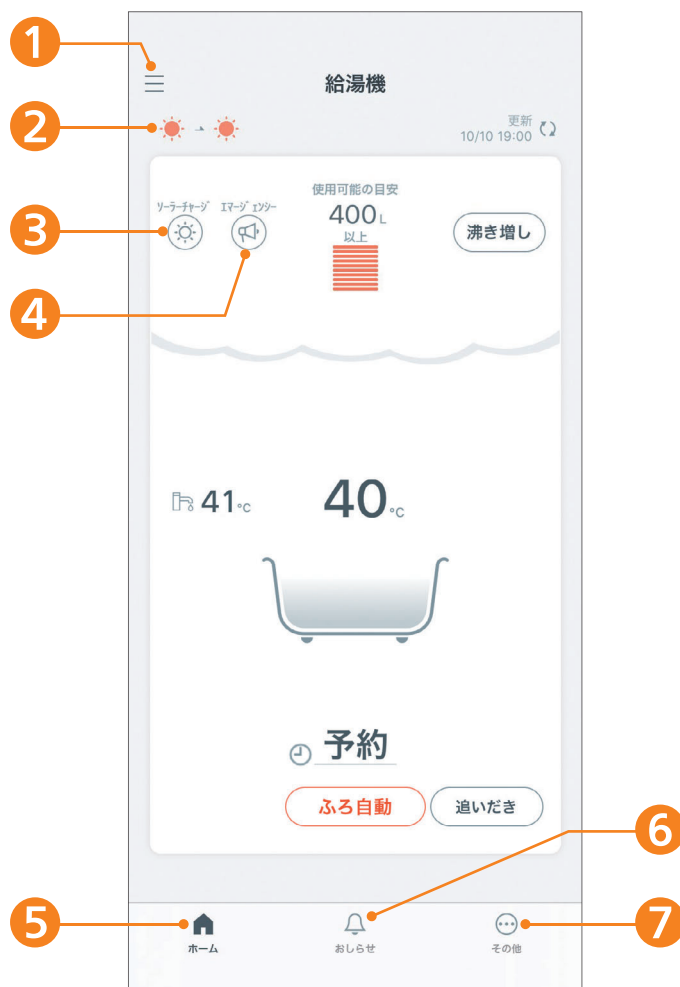 1
給湯機
2
更新
10/10 19:00
使用可能の目安
ソーラーチャージ エマージェンシー
400L
以上
沸き増し
3
4
41℃
40℃
予約
ふろ自動
追いだき
6
5
7
ホーム
おしらせ
その他